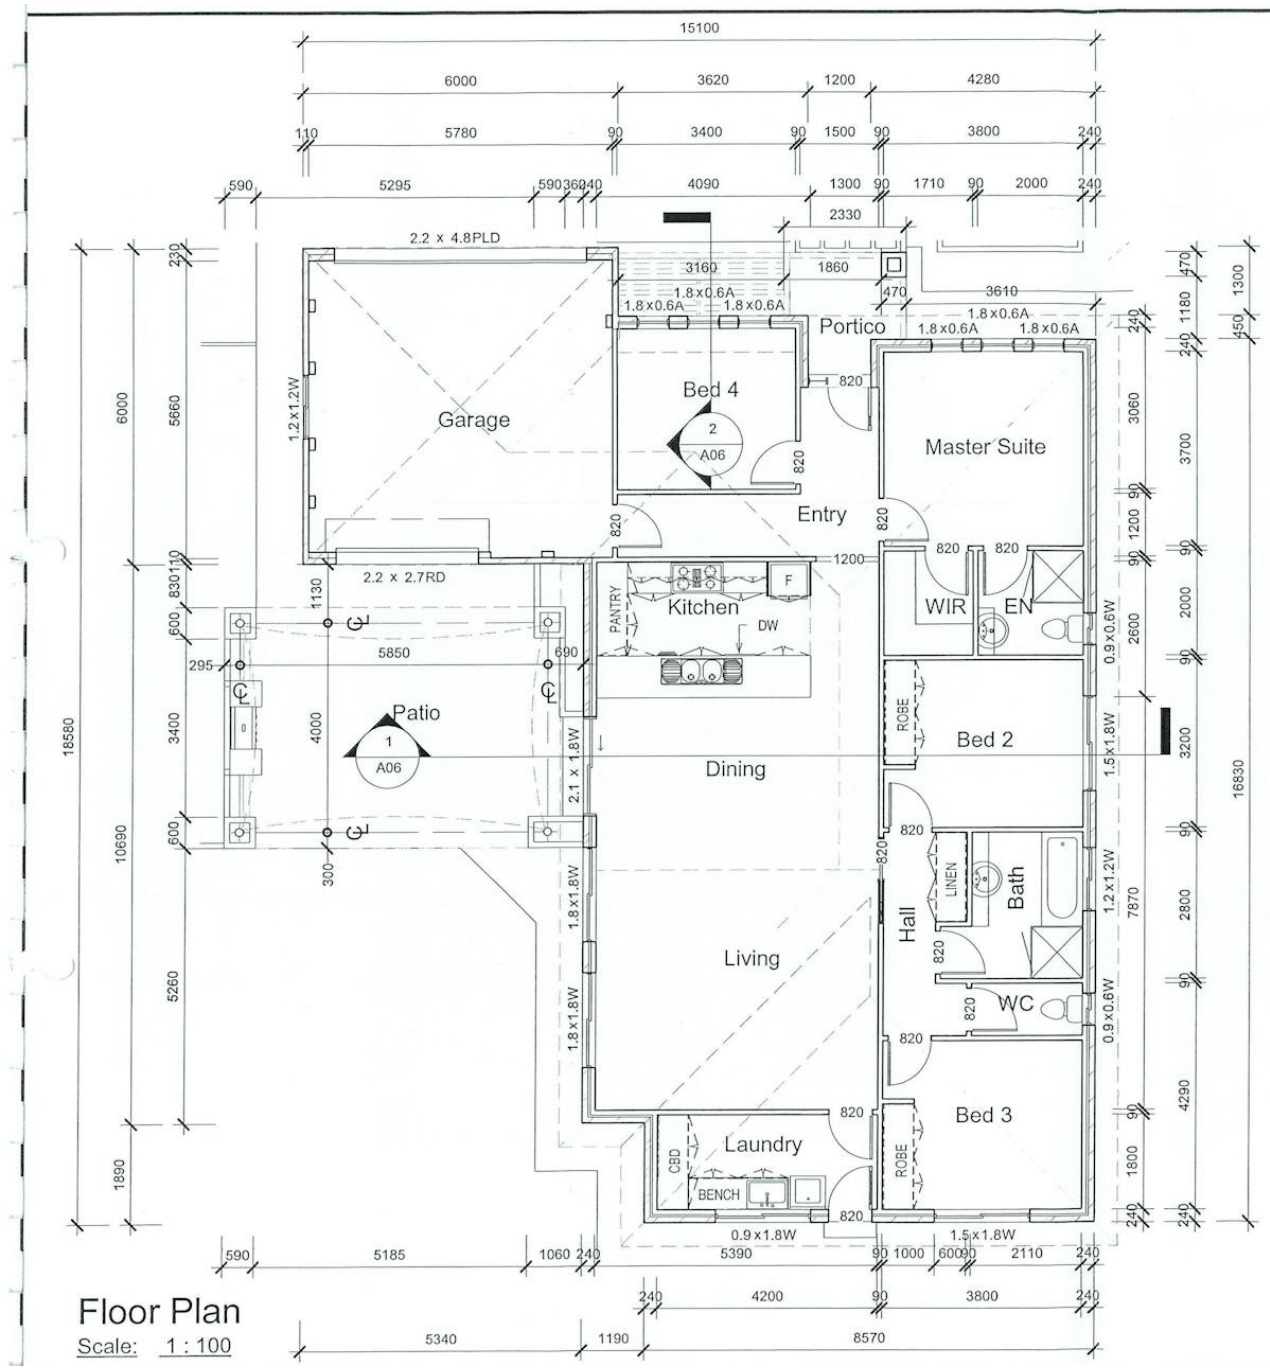 15100
6000 3620 1200 4280
110 5780 90 3400 90 1500 90 3800 240
590 5295 590 360 240 4090 1300 90 1710 90 2000 240
2330
2.2 x 4.8PLD
3160 1860
470 3610
1.8x0.6A 1.8x0.6A
1.8x0.6A 1.8x0.6A 1.8x0.6A 1.8x0.6A
Portico
820
Bed 4
1.2x1.2W
Garage
2
A06
820
Master Suite
Entry
820
820
1200
820 820
2.2 x 2.7RD
PANTRY
Kitchen
F
DW
WIR EN
0.9x0.6W
1130
5850 690
295
4000
Patio
1
A06
2.1 x 1.8W
Dining
ROBE
Bed 2
1.5x1.8W
820
820
300
1.8x1.8W
LINEN
Bath
1.2x1.2W
Hall
820
Living
1.8x1.8W
820
WC
0.9x0.6W
820
820
Bed 3
CBD
Laundry
ROBE
BENCH
820
0.9x1.8W
1.5x1.8W
18580
6000
10690
1890
230
5660
110
830
600
3400
600
5260
240
3060
90
1200
90
2600
7870
90
1800
240
470
1180
240
3700
90
2000
90
3200
90
2800
90
4290
240
1300
450
16830
590 5185 1060 240 5390 90 1000 600 90 2110 240
240 4200 3800 240
5340 1190 8570
Floor Plan
Scale: 1 : 100